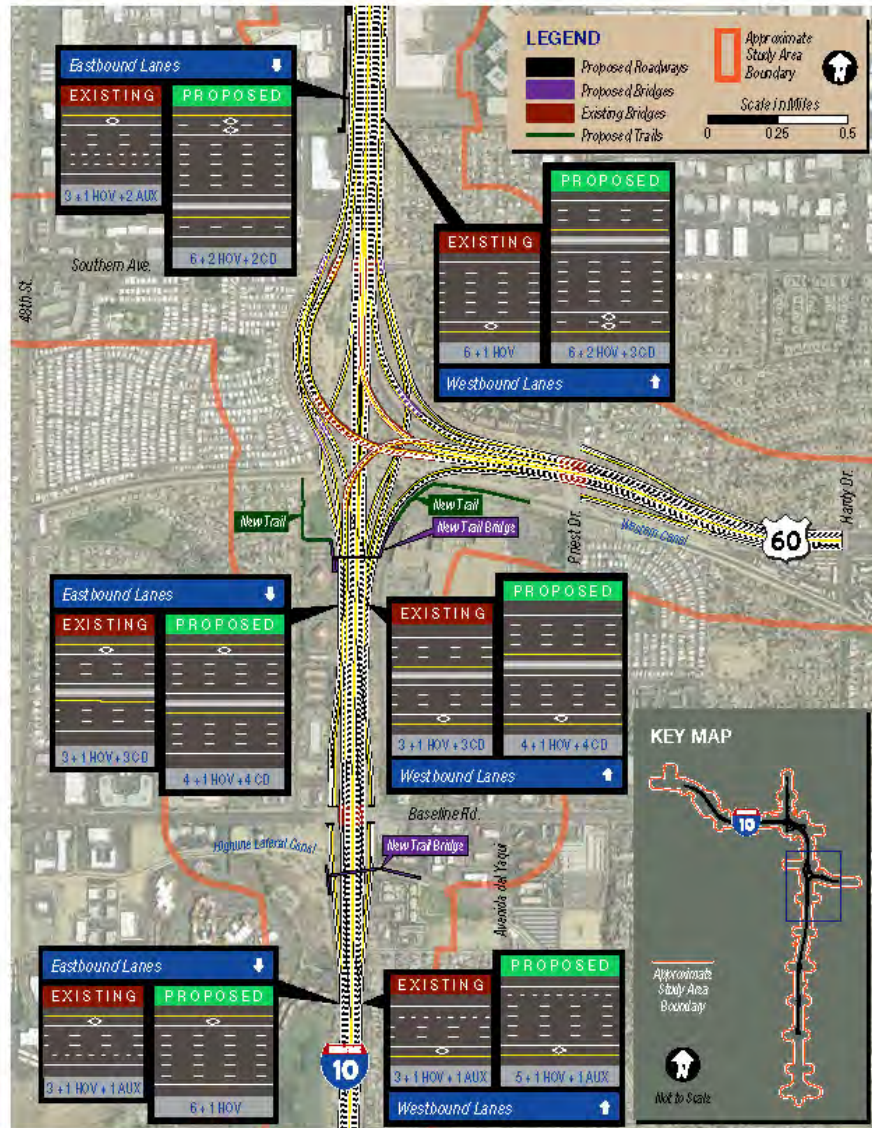 LEGEND
Proposed Roadways
Proposed Bridges
Existing Bridges
Proposed Trails
Approximate
Study Area
Boundary
N
Scale in Miles
0 0.25 0.5
Eastbound Lanes
EXISTING
3 + 1 HOV + 2 AUX
PROPOSED
6 + 2 HOV + 2 CD
EXISTING
6 + 1 HOV
PROPOSED
6 + 2 HOV + 3 CD
Westbound Lanes
Southern Ave.
48th St.
New Trail
New Trail
New Trail Bridge
Priest Dr.
Western Canal
Hardy Dr.
60
Eastbound Lanes
EXISTING
3 + 1 HOV + 3 CD
PROPOSED
4 + 1 HOV + 4 CD
EXISTING
3 + 1 HOV + 3 CD
PROPOSED
4 + 1 HOV + 4 CD
Westbound Lanes
Baseline Rd.
Highline Lateral Canal
New Trail Bridge
Avenida del Yaqui
Eastbound Lanes
EXISTING
3 + 1 HOV + 1 AUX
PROPOSED
6 + 1 HOV
10
EXISTING
3 + 1 HOV + 1 AUX
PROPOSED
5 + 1 HOV + 1 AUX
Westbound Lanes
KEY MAP
10
Approximate
Study Area
Boundary
N
Not to Scale